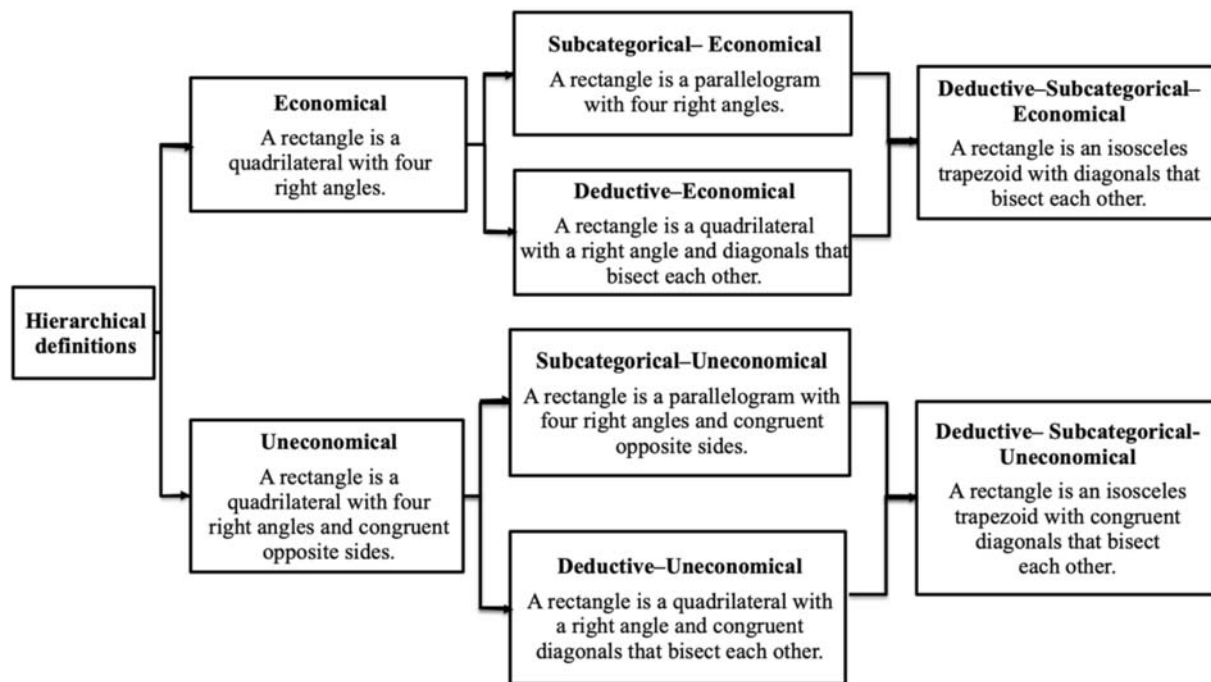 Hierarchical
definitions
Economical
A rectangle is a
quadrilateral with four
right angles.
Uneconomical
A rectangle is a
quadrilateral with four
right angles and congruent
opposite sides.
Subcategorical– Economical
A rectangle is a parallelogram
with four right angles.
Deductive–Economical
A rectangle is a quadrilateral
with a right angle and diagonals that
bisect each other.
Subcategorical–Uneconomical
A rectangle is a parallelogram with
four right angles and congruent
opposite sides.
Deductive–Uneconomical
A rectangle is a quadrilateral with
a right angle and congruent
diagonals that bisect each other.
Deductive–Subcategorical–
Economical
A rectangle is an isosceles
trapezoid with diagonals that
bisect each other.
Deductive– Subcategorical-
Uneconomical
A rectangle is an isosceles
trapezoid with congruent
diagonals that bisect
each other.